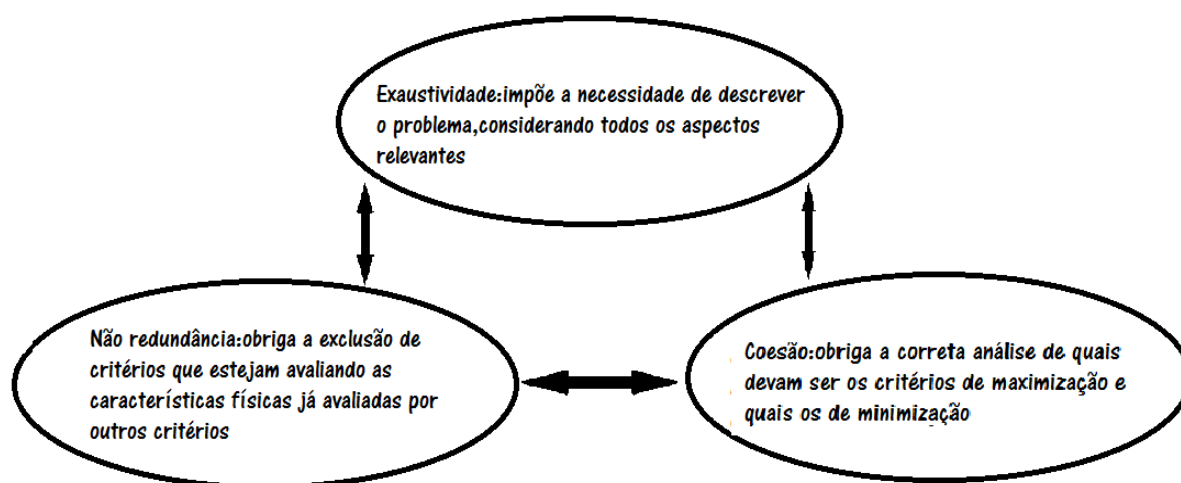 Exaustividade:impõe a necessidade de descrever
o problema,considerando todos os aspectos
relevantes
Não redundância:obriga a exclusão de
critérios que estejam avaliando as
características físicas já avaliadas por
outros critérios
Coesão:obriga a correta análise de quais
devam ser os critérios de maximização e
quais os de minimização